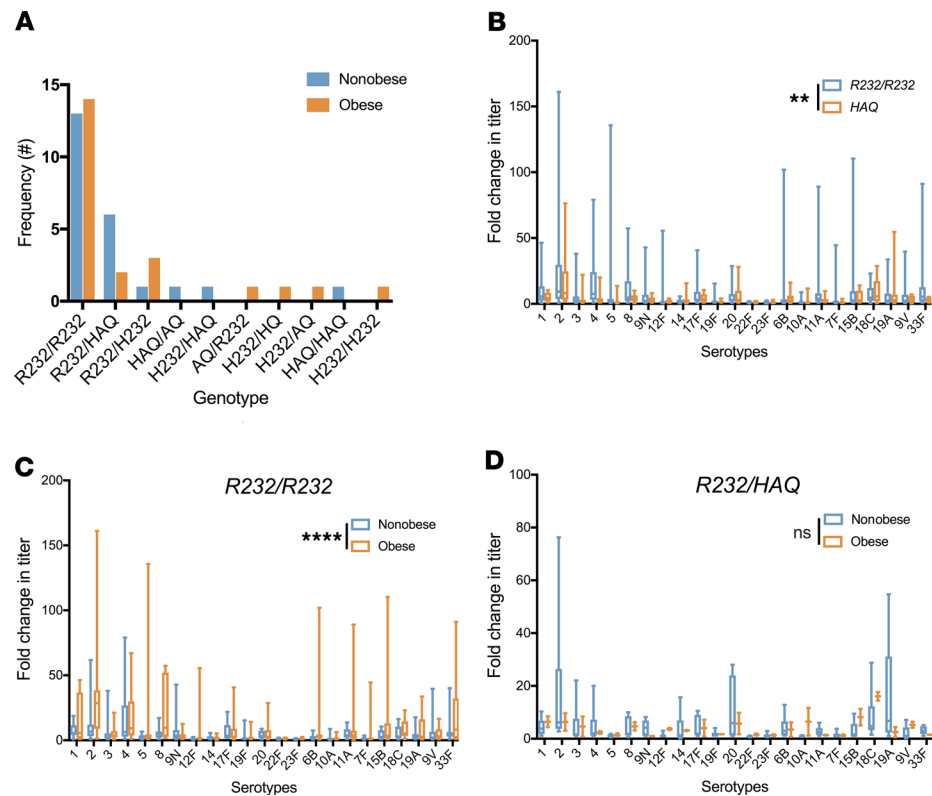 A
Nonobese
Obese
15
10
5
0
Frequency (#)
R232/R232
R232/HAQ
R232/H232
HAQ/AQ
H232/HAQ
AQ/R232
H232/HQ
H232/AQ
HAQ/HAQ
H232/H232
Genotype
B
200
150
100
50
0
Fold change in titer
** R232/R232
HAQ
1 2 3 4 5 8 9N 12F 14 17F 19F 20 22F 23F 6B 10A 11A 7F 15B 18C 19A 9V 33F
Serotypes
C
R232/R232
200
150
100
50
0
Fold change in titer
**** Nonobese
Obese
1 2 3 4 5 8 9N 12F 14 17F 19F 20 22F 23F 6B 10A 11A 7F 15B 18C 19A 9V 33F
Serotypes
D
R232/HAQ
100
80
60
40
20
0
Fold change in titer
ns Nonobese
Obese
1 2 3 4 5 8 9N 12F 14 17F 19F 20 22F 23F 6B 10A 11A 7F 15B 18C 19A 9V 33F
Serotypes